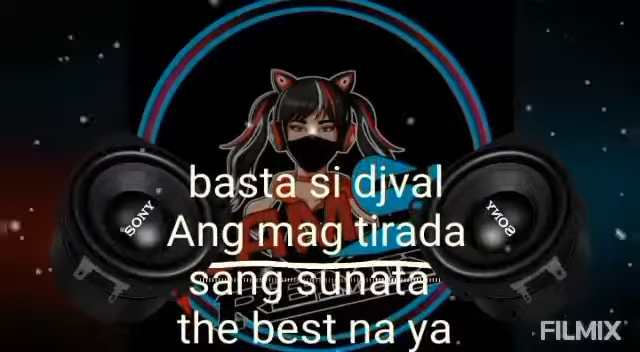 basta si djval
Ang mag tirada
sang sunata
the best na ya
SONY
SONY
FILMIX